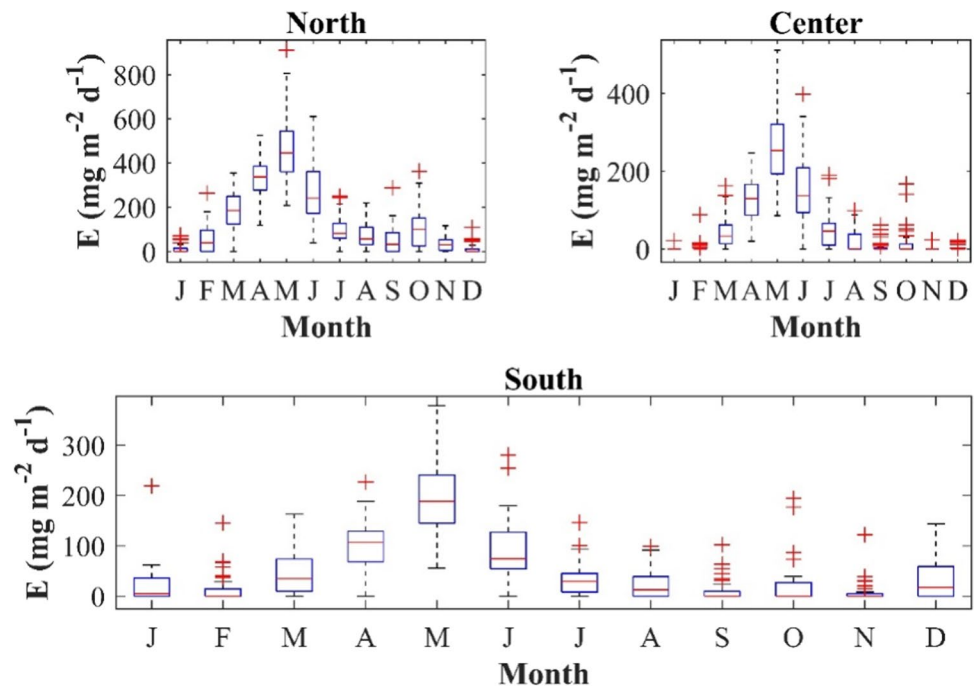 North
E (mg m⁻² d⁻¹)
800
600
400
200
0
J F M A M J J A S O N D
Month
Center
E (mg m⁻² d⁻¹)
400
200
0
J F M A M J J A S O N D
Month
South
E (mg m⁻² d⁻¹)
300
200
100
0
J F M A M J J A S O N D
Month